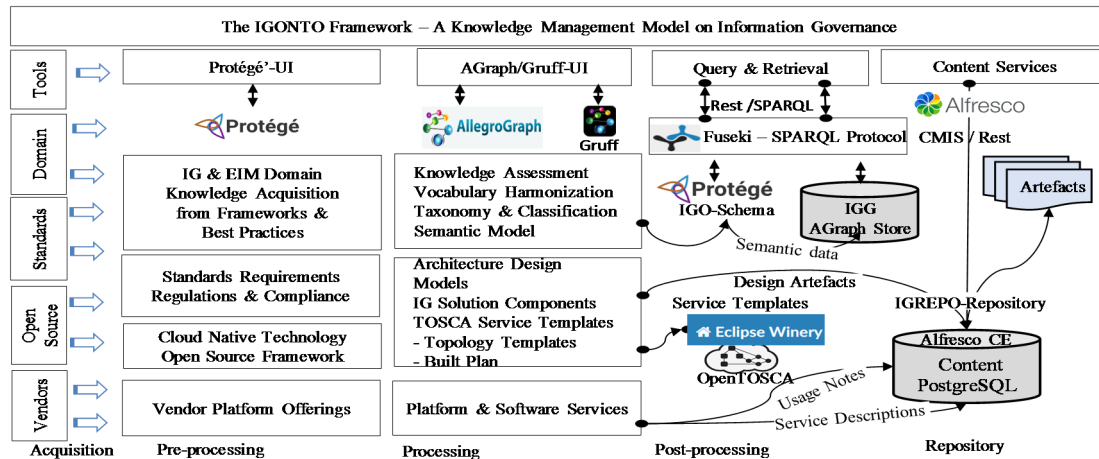 The IGONTO Framework – A Knowledge Management Model on Information Governance
Tools
Protégé'-UI
AGraph/Gruff-UI
Query & Retrieval
Content Services
Rest /SPARQL
Protégé
AllegroGraph
Gruff
Fuseki – SPARQL Protocol
Alfresco
CMIS / Rest
Domain
IG & EIM Domain
Knowledge Acquisition
from Frameworks &
Best Practices
Knowledge Assessment
Vocabulary Harmonization
Taxonomy & Classification
Semantic Model
Protégé
IGO-Schema
IGG
AGraph Store
Artefacts
Semantic data
Standards
Standards Requirements
Regulations & Compliance
Architecture Design
Models
IG Solution Components
TOSCA Service Templates
- Topology Templates
- Built Plan
Design Artefacts
Service Templates
Eclipse Winery
OpenTOSCA
IGREPO-Repository
Alfresco CE
Content
PostgreSQL
Open
Source
Cloud Native Technology
Open Source Framework
Usage Notes
Service Descriptions
Vendors
Vendor Platform Offerings
Platform & Software Services
Acquisition
Pre-processing
Processing
Post-processing
Repository